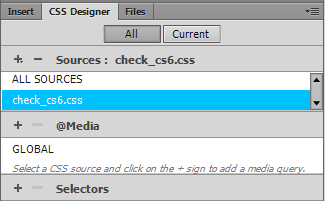 Insert CSS Designer Files
All Current
Sources : check_cs6.css
ALL SOURCES
check_cs6.css
@Media
GLOBAL
Select a CSS source and click on the + sign to add a media query.
Selectors